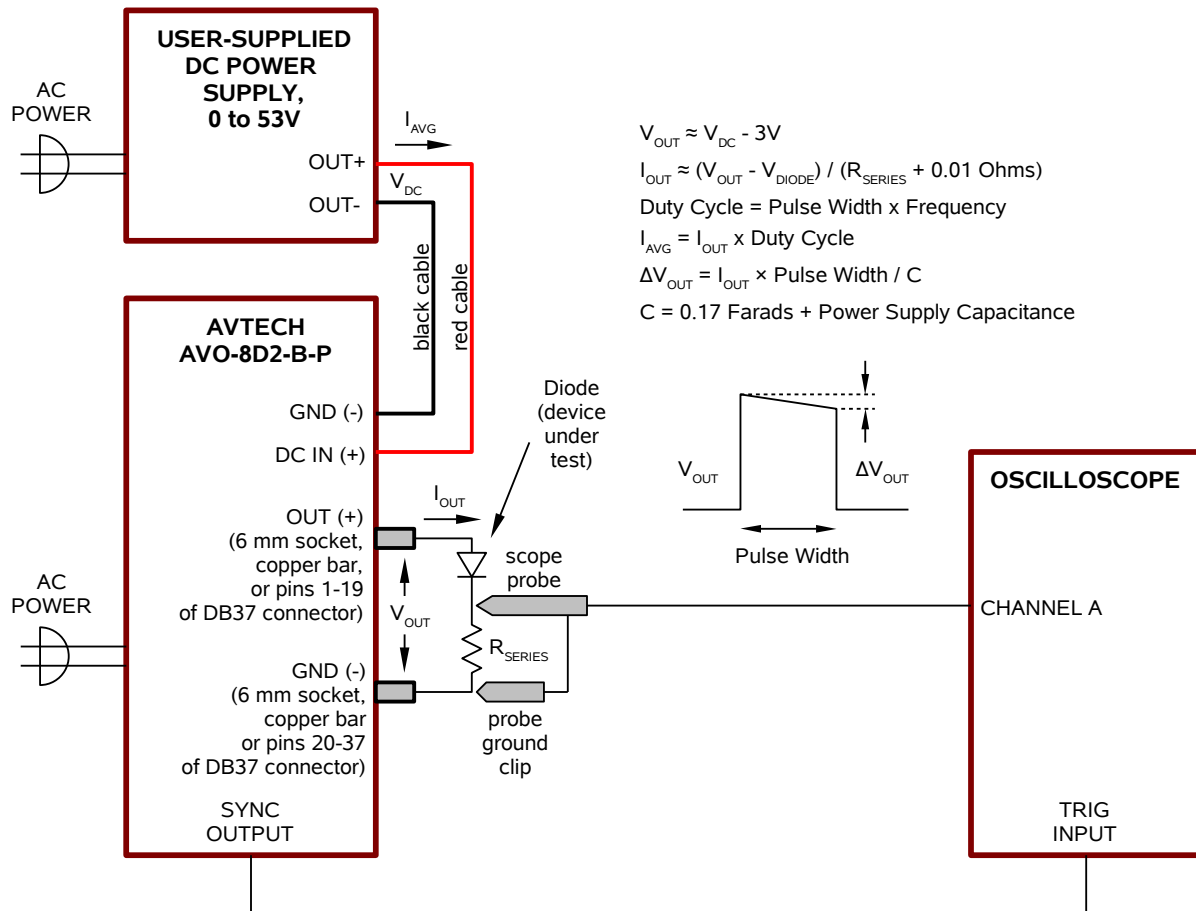 USER-SUPPLIED
DC POWER
SUPPLY,
0 to 53V
AC
POWER
I_AVG
OUT+
V_DC
OUT-
black cable
red cable
V_OUT ≈ V_DC - 3V
I_OUT ≈ (V_OUT - V_DIODE) / (R_SERIES + 0.01 Ohms)
Duty Cycle = Pulse Width x Frequency
I_AVG = I_OUT x Duty Cycle
ΔV_OUT = I_OUT × Pulse Width / C
C = 0.17 Farads + Power Supply Capacitance
AVTECH
AVO-8D2-B-P
GND (-)
DC IN (+)
Diode
(device
under
test)
I_OUT
OUT (+)
(6 mm socket,
copper bar,
or pins 1-19
of DB37 connector)
AC
POWER
V_OUT
scope
probe
R_SERIES
GND (-)
(6 mm socket,
copper bar
or pins 20-37
of DB37 connector)
probe
ground
clip
SYNC
OUTPUT
V_OUT
ΔV_OUT
Pulse Width
OSCILLOSCOPE
CHANNEL A
TRIG
INPUT